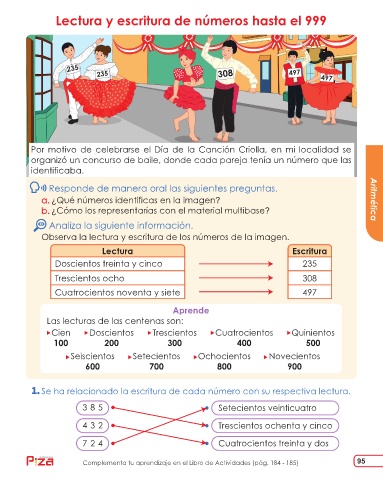 Lectura y escritura de números hasta el 999
235
235
308
497
497
Por motivo de celebrarse el Día de la Canción Criolla, en mi localidad se
organizó un concurso de baile, donde cada pareja tenía un número que las
identificaba.
Responde de manera oral las siguientes preguntas.
a. ¿Qué números identificas en la imagen?
b. ¿Cómo los representarías con el material multibase?
Analiza la siguiente información.
Observa la lectura y escritura de los números de la imagen.
Lectura Escritura
Doscientos treinta y cinco 235
Trescientos ocho 308
Cuatrocientos noventa y siete 497
Aprende
Las lecturas de las centenas son:
Cien Doscientos Trescientos Cuatrocientos Quinientos
100 200 300 400 500
Seiscientos Setecientos Ochocientos Novecientos
600 700 800 900
1. Se ha relacionado la escritura de cada número con su respectiva lectura.
3 8 5 Setecientos veinticuatro
4 3 2 Trescientos ochenta y cinco
7 2 4 Cuatrocientos treinta y dos
Aritmética
Pizza
Complementa tu aprendizaje en el Libro de Actividades (pág. 184 - 185)
95